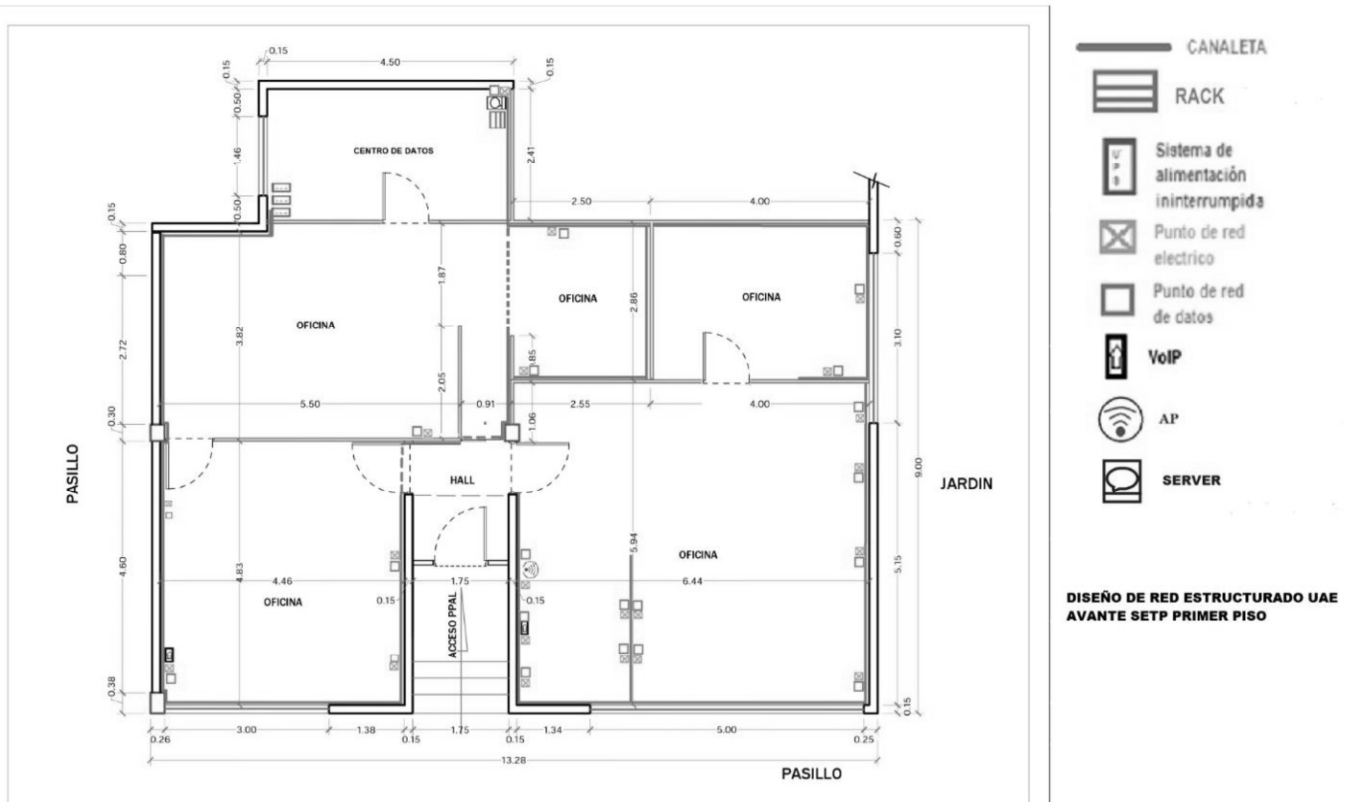 0.15
4.50
0.15
0.15
0.50
CENTRO DE DATOS
1.46
2.41
0.50
2.50
4.00
0.15
0.80
0.60
1.87
OFICINA
OFICINA
OFICINA
2.86
3.82
3.10
2.72
.85
2.05
5.50
0.91
2.55
4.00
1.06
0.30
9.00
PASILLO
HALL
JARDIN
4.60
4.83
4.46
OFICINA
0.15
1.75
0.15
ACCESO PPAL
5.94
OFICINA
6.44
5.15
0.38
0.15
0.26
3.00
1.38
0.15
1.75
0.15
1.34
5.00
0.25
13.28
PASILLO
CANALETA
RACK
UPS
Sistema de
alimentación
ininterrumpida
Punto de red
electrico
Punto de red
de datos
VoIP
AP
SERVER
DISEÑO DE RED ESTRUCTURADO UAE
AVANTE SETP PRIMER PISO